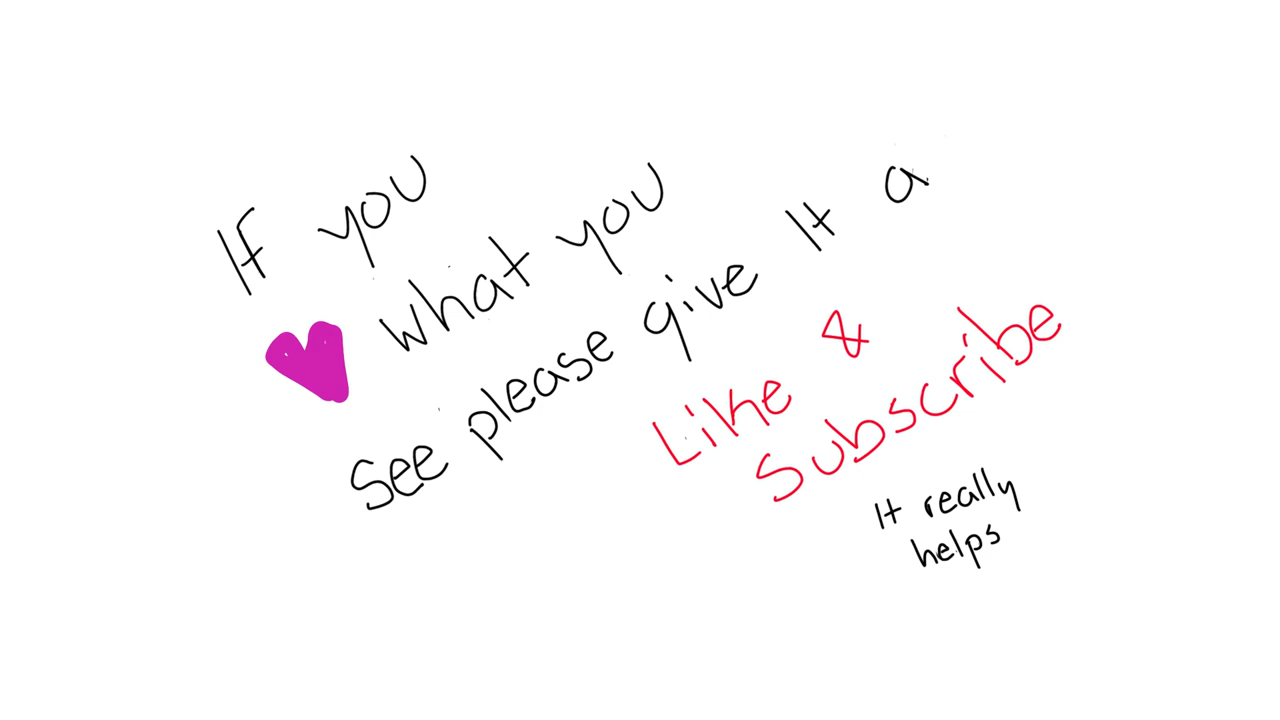 If you
♥ what you
see please give it a
Like &
Subscribe
It really
helps